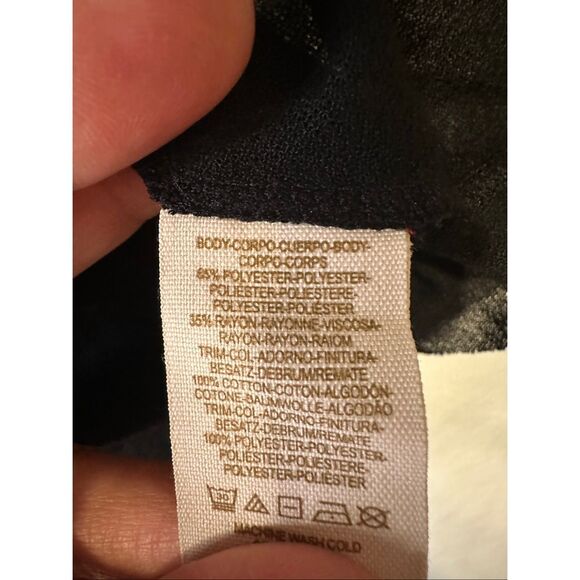 BODY-CORPO-CUERPO-BODY-
CORPO-CORPS
65% POLYESTER-POLYESTER-
POLIÉSTER-POLIESTERE
POLYESTER-POLIÉSTER
35% RAYON-RAYONNE-VISCOSA-
RAYON-RAYON-RAIOM
TRIM-COL-ADORNO-FINITURA-
BESATZ-DEBRUM/REMATE
100% COTTON-COTON-ALGODÓN-
COTONE-BAUMWOLLE-ALGODÃO
TRIM-COL-ADORNO-FINITURA-
BESATZ-DEBRUM/REMATE
100% POLYESTER-POLYESTER-
POLIÉSTER-POLIESTERE-
POLYESTER-POLIÉSTER
30
MACHINE WASH COLD